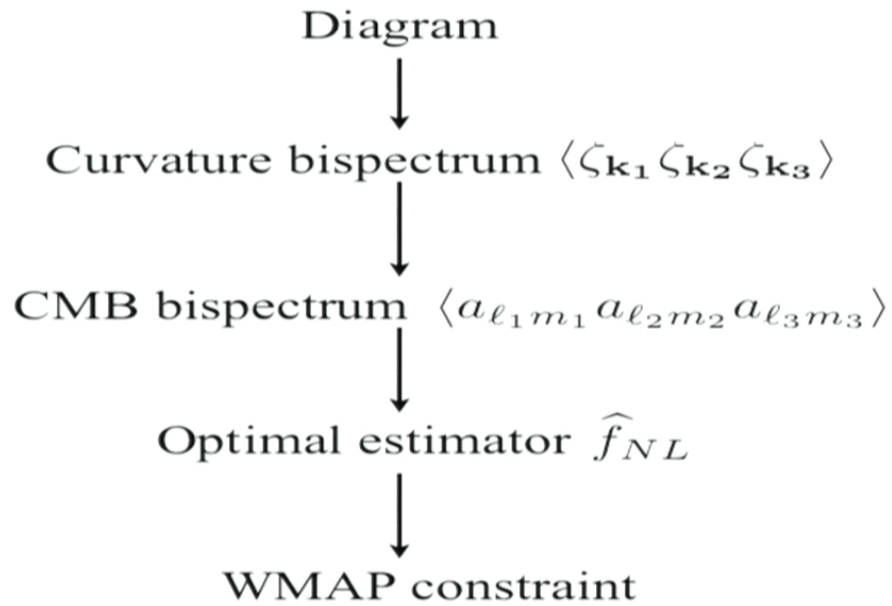 Diagram
Curvature bispectrum ⟨ζ_{k₁} ζ_{k₂} ζ_{k₃}⟩
CMB bispectrum ⟨a_{ℓ₁m₁} a_{ℓ₂m₂} a_{ℓ₃m₃}⟩
Optimal estimator f̂_{NL}
WMAP constraint